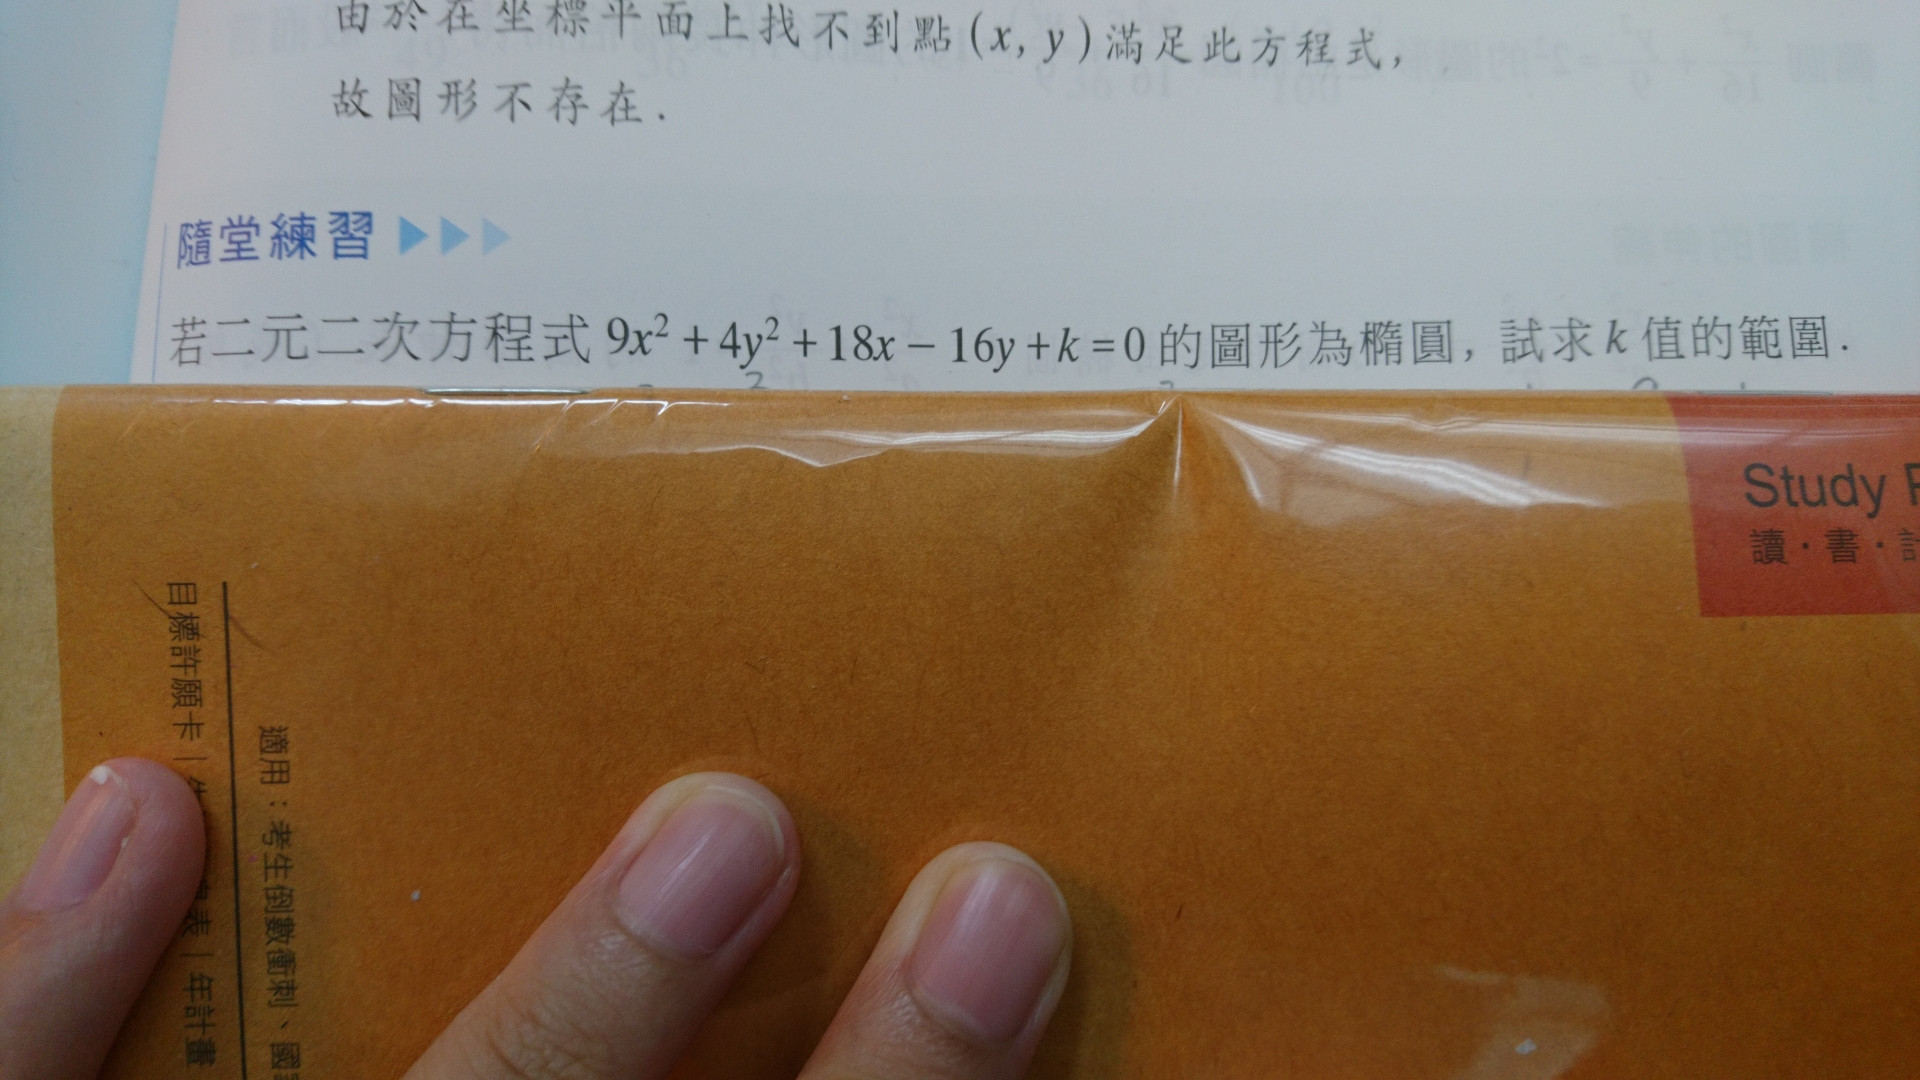 由於在坐標平面上找不到點(x, y)滿足此方程式,
故圖形不存在.
隨堂練習
若二元二次方程式 9x² + 4y² + 18x − 16y + k = 0 的圖形為橢圓, 試求 k 值的範圍.
Study
讀・書・
目標許願卡
表 | 年計畫
適用：考生倒數衝刺、國